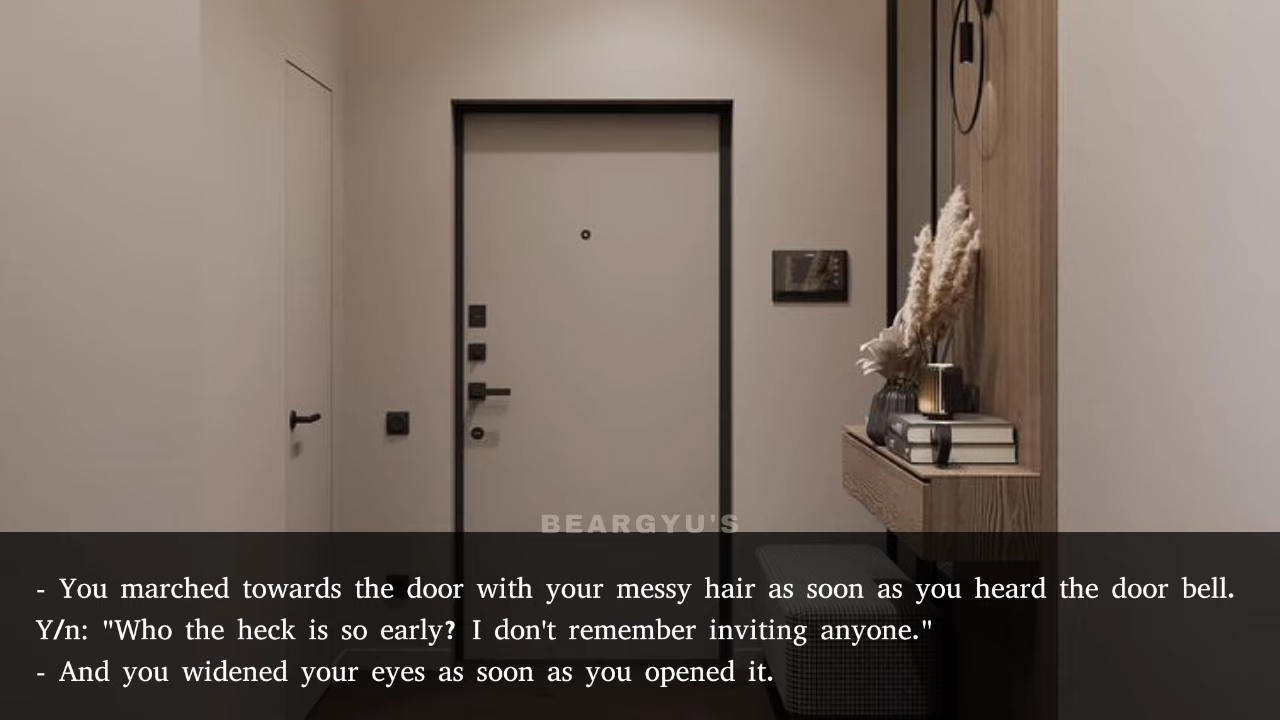 BEARGYU'S
- You marched towards the door with your messy hair as soon as you heard the door bell.
Y/n: "Who the heck is so early? I don't remember inviting anyone."
- And you widened your eyes as soon as you opened it.